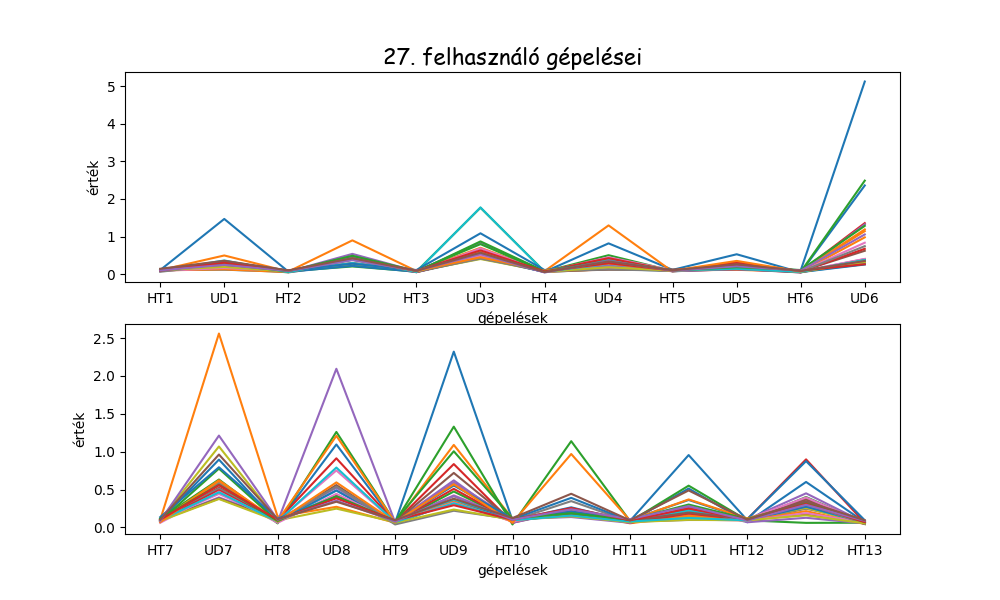 27. felhasználó gépelései
5
4
3
2
1
0
érték
HT1 UD1 HT2 UD2 HT3 UD3 HT4 UD4 HT5 UD5 HT6 UD6
gépelések
2.5
2.0
1.5
1.0
0.5
0.0
érték
HT7 UD7 HT8 UD8 HT9 UD9 HT10 UD10 HT11 UD11 HT12 UD12 HT13
gépelések